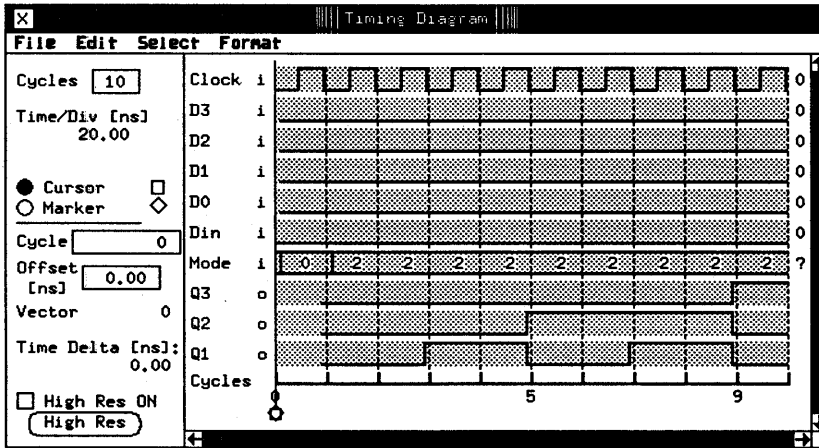 Timing Diagram
File Edit Select Format
Cycles 10
Time/Div [ns]
20.00
Cursor
Marker
Cycle 0
Offset [ns] 0.00
Vector 0
Time Delta [ns]:
0.00
High Res ON
High Res
Clock i 0
D3 i 0
D2 i 0
D1 i 0
D0 i 0
Din i 0
Mode i 0 2 2 2 2 2 2 2 2 2 ?
Q3 o
Q2 o
Q1 o
Cycles
0 5 9